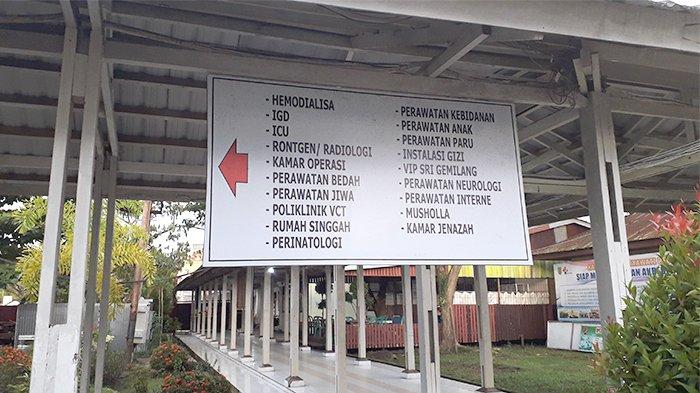 - HEMODIALISA
- IGD
- ICU
- RONTGEN/ RADIOLOGI
- KAMAR OPERASI
- PERAWATAN BEDAH
- PERAWATAN JIWA
- POLIKLINIK VCT
- RUMAH SINGGAH
- PERINATOLOGI
- PERAWATAN KEBIDANAN
- PERAWATAN ANAK
- PERAWATAN PARU
- INSTALASI GIZI
- VIP SRI GEMILANG
- PERAWATAN NEUROLOGI
- PERAWATAN INTERNE
- MUSHOLLA
- KAMAR JENAZAH
SIAP